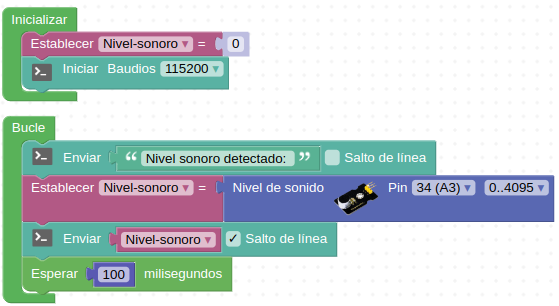 Inicializar
Establecer Nivel-sonoro ▾ = 0
Iniciar Baudios 115200 ▾
Bucle
Enviar “ Nivel sonoro detectado: ” Salto de línea
Establecer Nivel-sonoro ▾ = Nivel de sonido Pin 34 (A3) ▾ 0..4095 ▾
Enviar Nivel-sonoro ▾ ✓ Salto de línea
Esperar 100 milisegundos